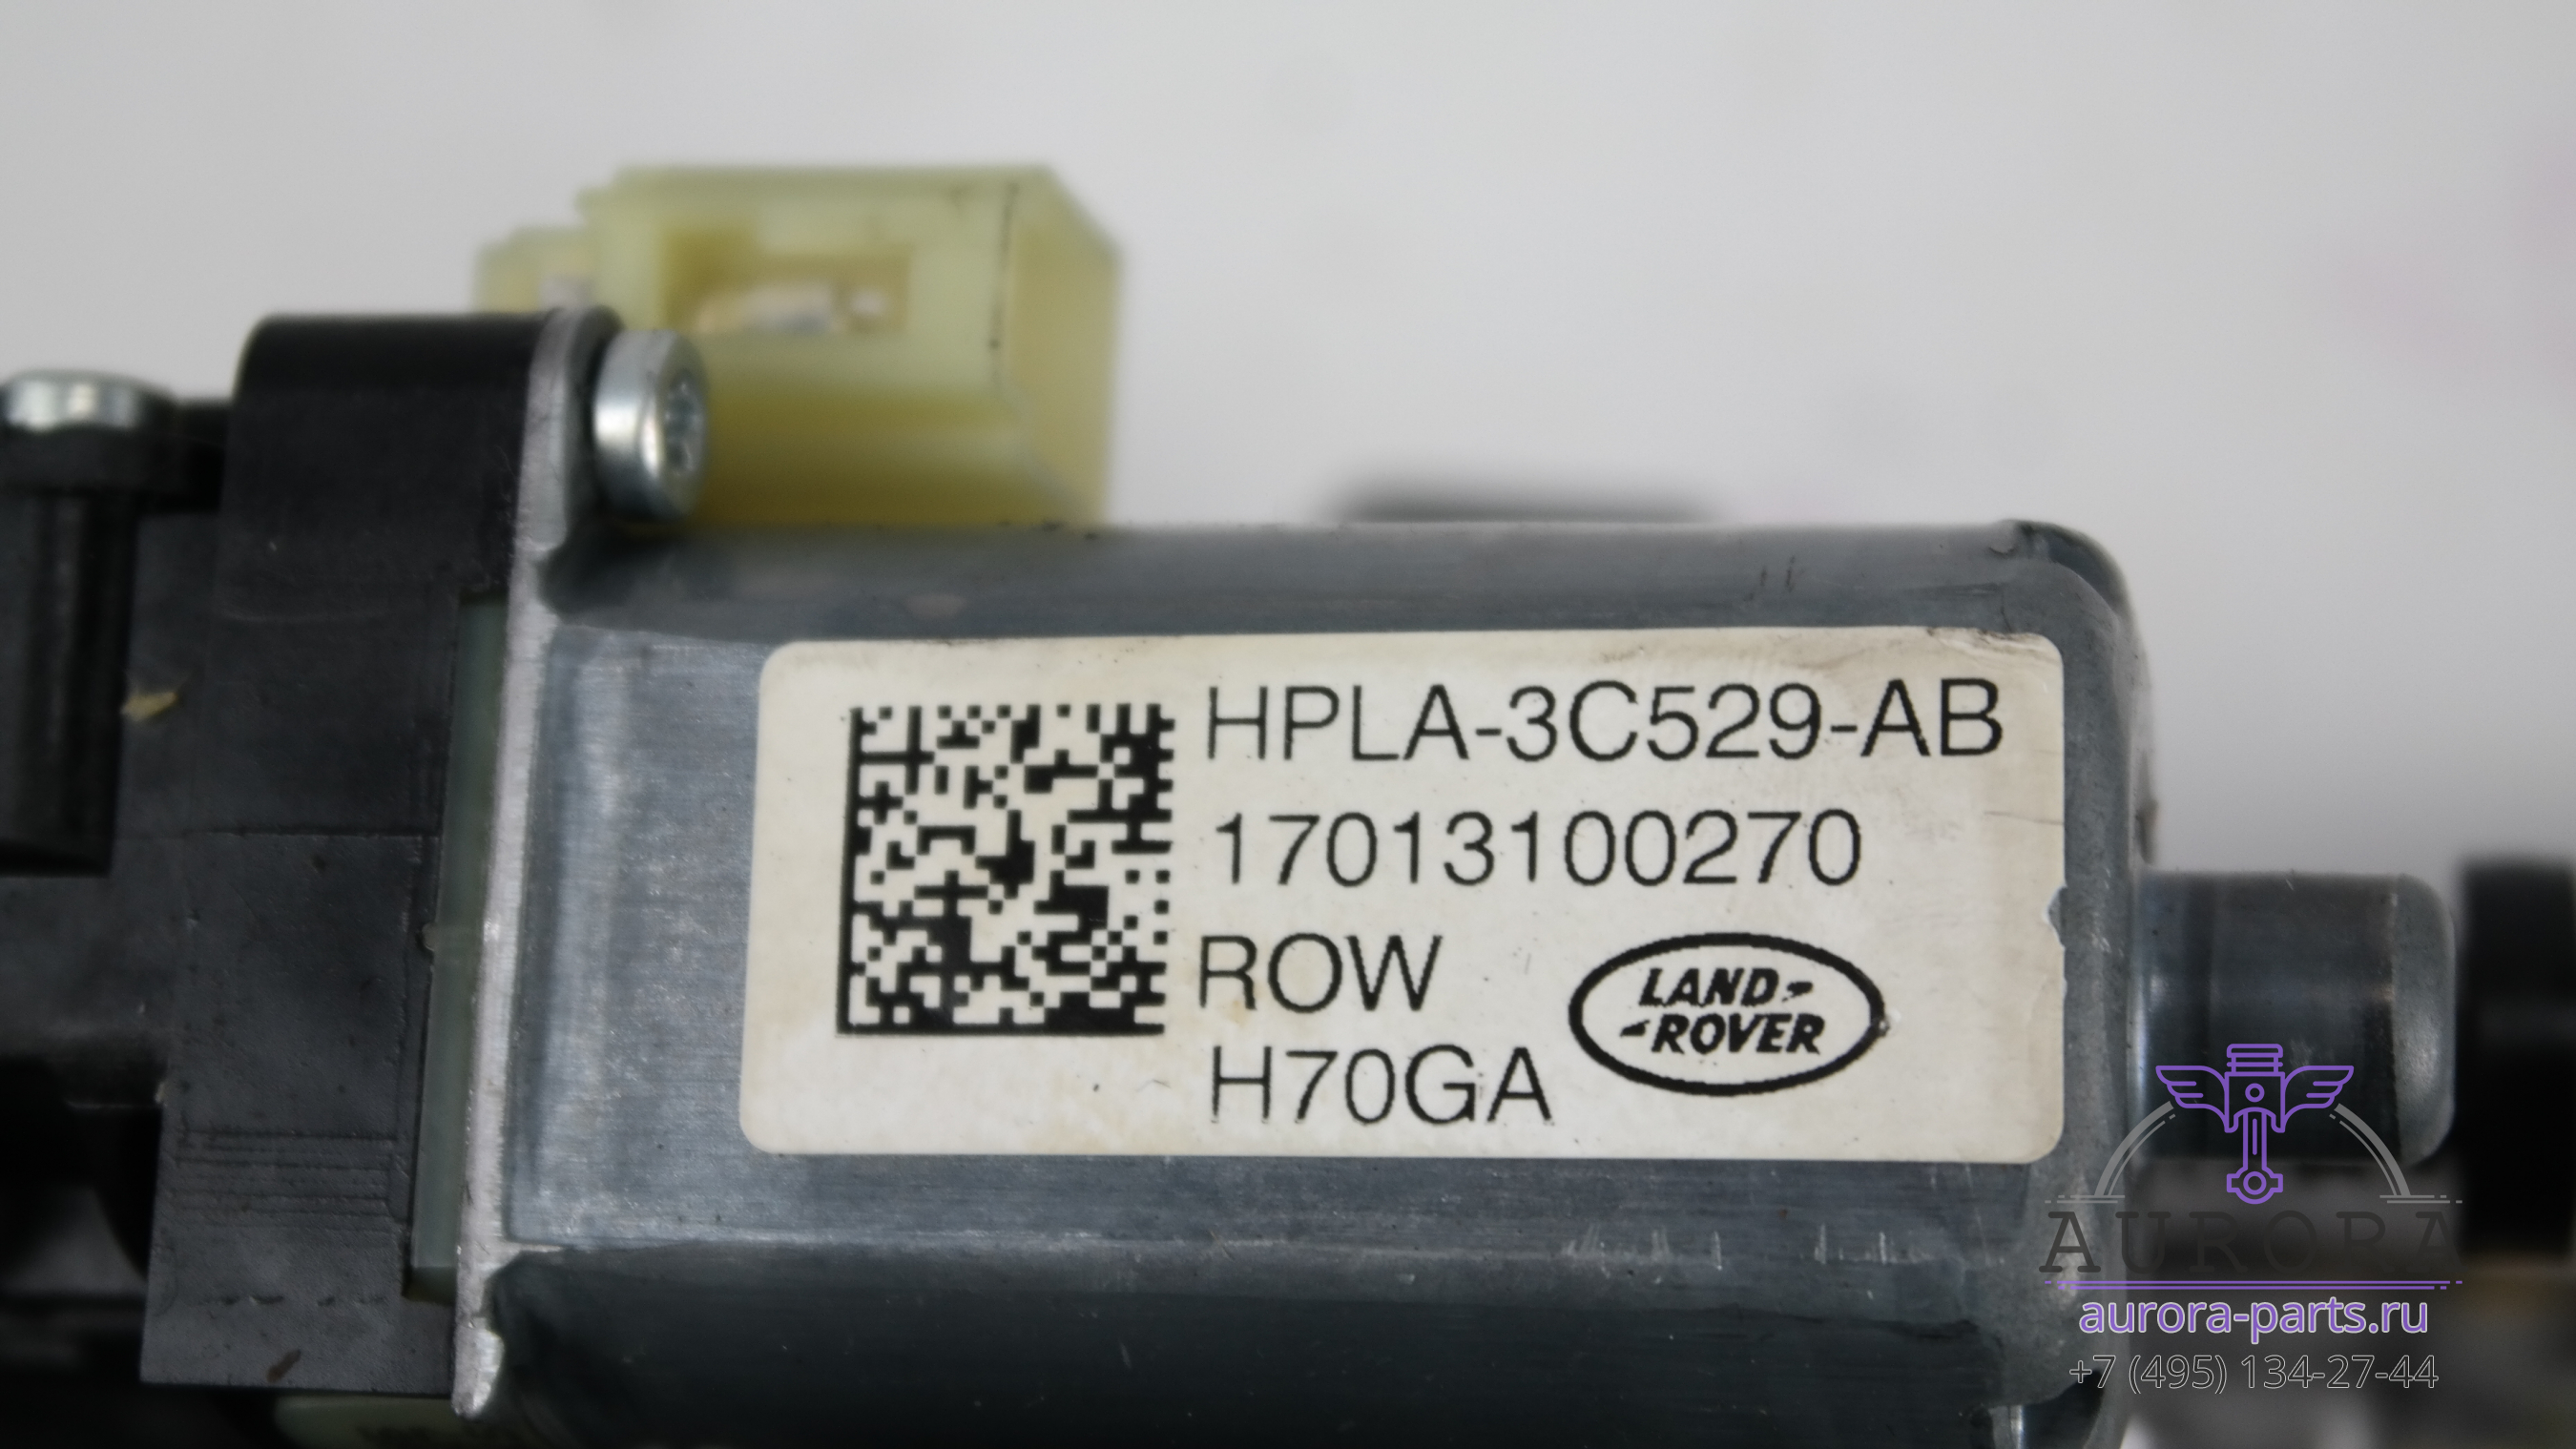 HPLA-3C529-AB
17013100270
ROW
LAND-
-ROVER
H70GA
AURORA
aurora-parts.ru
+7 (495) 134-27-44